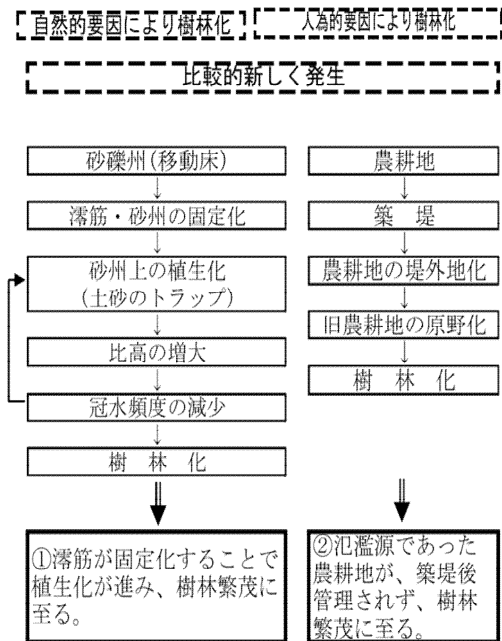 自然的要因により樹林化
人為的要因により樹林化
比較的新しく発生
砂礫州(移動床)
↓
澪筋・砂州の固定化
↓
砂州上の植生化
(土砂のトラップ)
↓
比高の増大
↓
冠水頻度の減少
↓
樹 林 化
①澪筋が固定化することで
植生化が進み、樹林繁茂に
至る。
農耕地
↓
築 堤
↓
農耕地の堤外地化
↓
旧農耕地の原野化
↓
樹 林 化
②氾濫源であった
農耕地が、築堤後
管理されず、樹林
繁茂に至る。